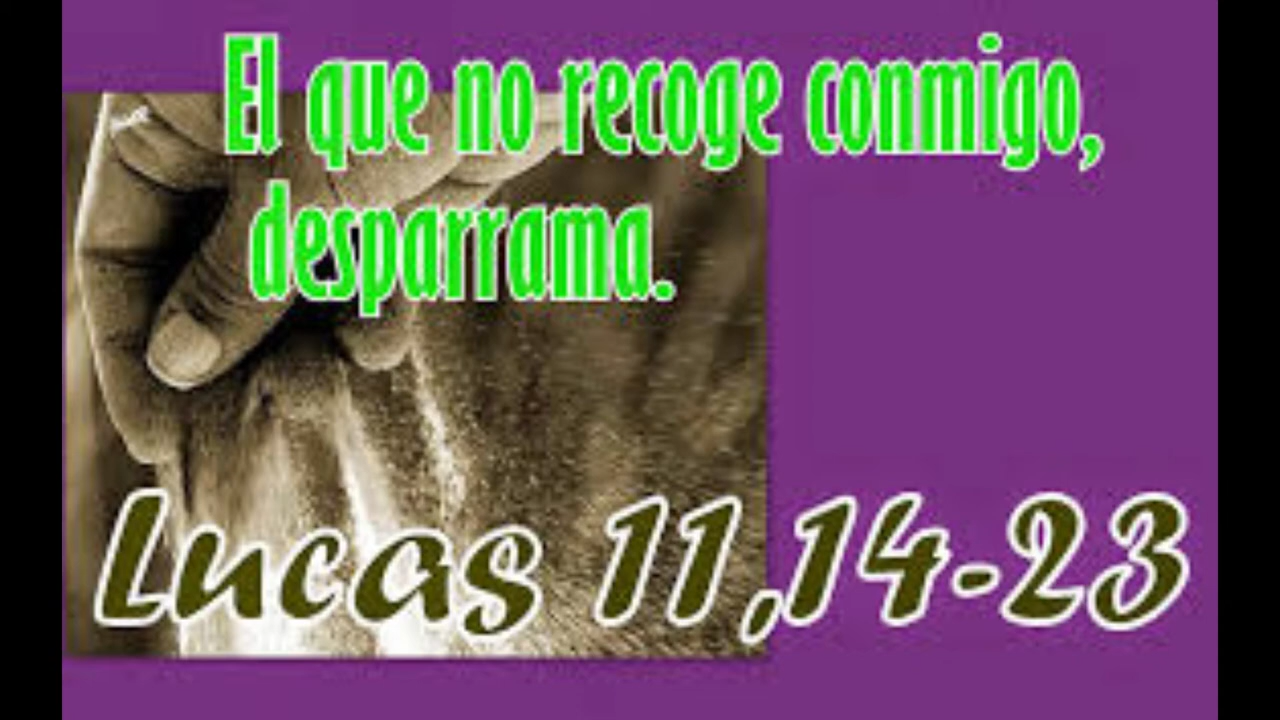 El que no recoge conmigo,
desparrama.
Lucas 11,14-23